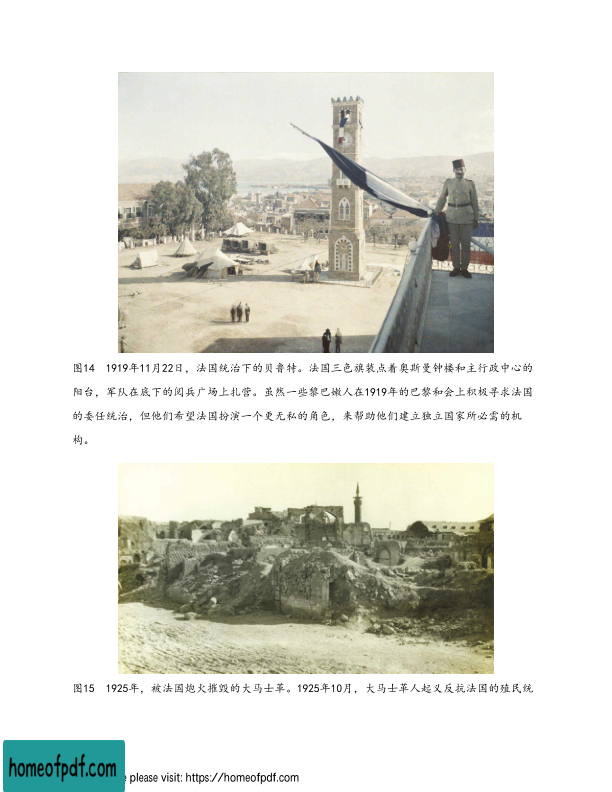 图14 1919年11月22日，法国统治下的贝鲁特。法国三色旗装点着奥斯曼钟楼和主行政中心的
阳台，军队在底下的阅兵广场上扎营。虽然一些黎巴嫩人在1919年的巴黎和会上积极寻求法国
的委任统治，但他们希望法国扮演一个更无私的角色，来帮助他们建立独立国家所必需的机
构。
图15 1925年，被法国炮火摧毁的大马士革。1925年10月，大马士革人起义反抗法国的殖民统
homeofpdf.com
please visit: https://homeofpdf.com